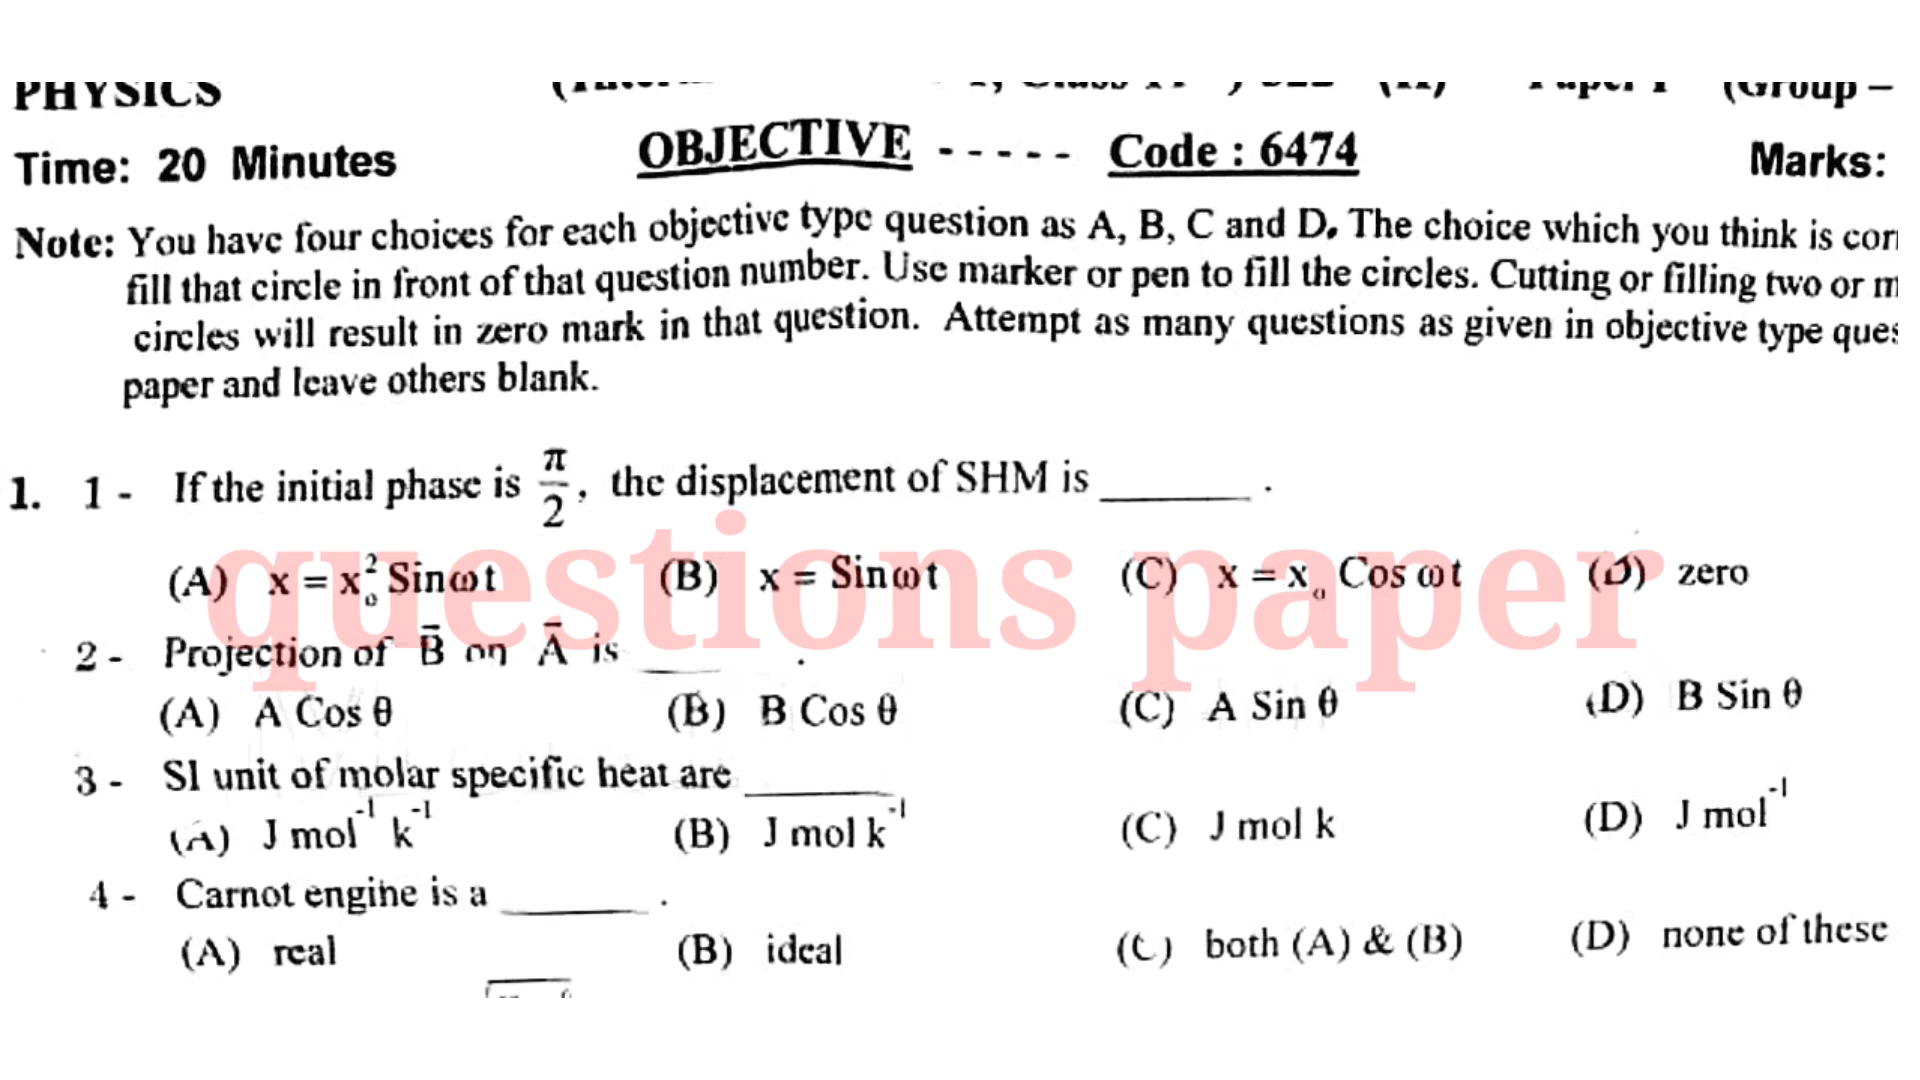 PHYSICS (Group –
Time: 20 Minutes OBJECTIVE - - - - - Code : 6474 Marks:
Note: You have four choices for each objective type question as A, B, C and D. The choice which you think is corr
fill that circle in front of that question number. Use marker or pen to fill the circles. Cutting or filling two or m
circles will result in zero mark in that question. Attempt as many questions as given in objective type ques
paper and leave others blank.
1. 1 - If the initial phase is π/2, the displacement of SHM is _______ .
(A) x = x₀² Sinωt (B) x = Sinωt (C) x = x₀ Cos ωt (D) zero
questions paper
2 - Projection of B̄ on Ā is ____ .
(A) A Cos θ (B) B Cos θ (C) A Sin θ (D) B Sin θ
3 - SI unit of molar specific heat are _______
(A) J mol⁻¹ k⁻¹ (B) J mol k⁻¹ (C) J mol k (D) J mol⁻¹
4 - Carnot engine is a _______ .
(A) real (B) ideal (C) both (A) & (B) (D) none of these